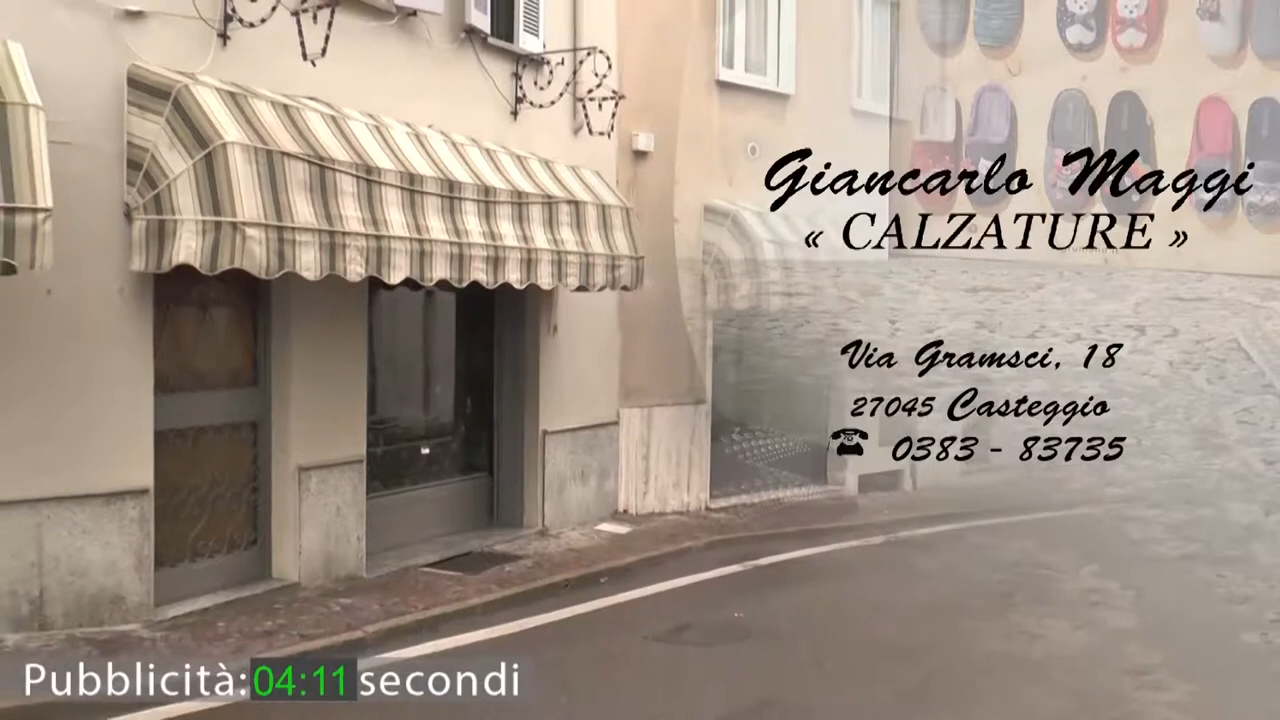 Giancarlo Maggi
« CALZATURE »
Via Gramsci, 18
27045 Casteggio
☎ 0383 - 83735
Pubblicità: 04:11 secondi